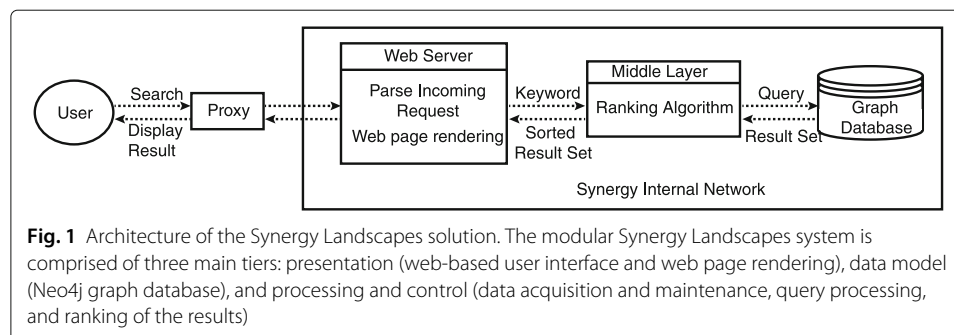 Web Server
Middle Layer
User
Search
Display
Result
Proxy
Parse Incoming
Request
Web page rendering
Keyword
Sorted
Result Set
Ranking Algorithm
Query
Result Set
Graph
Database
Synergy Internal Network
Fig. 1 Architecture of the Synergy Landscapes solution. The modular Synergy Landscapes system is
comprised of three main tiers: presentation (web-based user interface and web page rendering), data model
(Neo4j graph database), and processing and control (data acquisition and maintenance, query processing,
and ranking of the results)